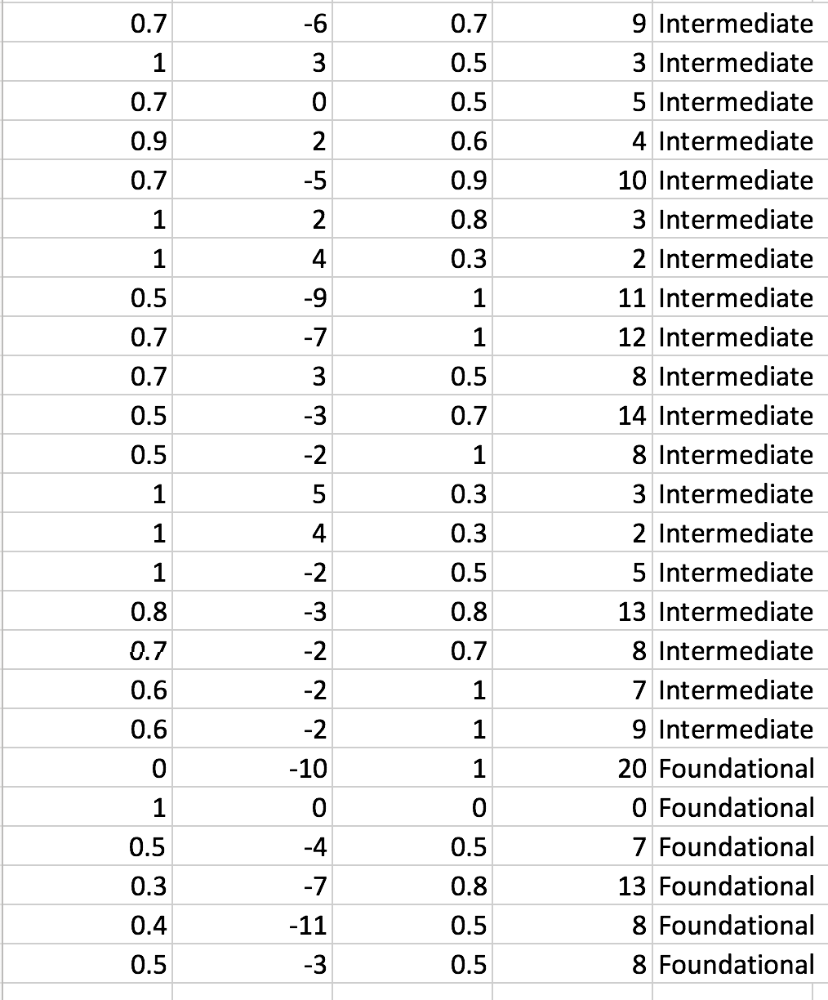 0.7 -6 0.7 9 Intermediate
1 3 0.5 3 Intermediate
0.7 0 0.5 5 Intermediate
0.9 2 0.6 4 Intermediate
0.7 -5 0.9 10 Intermediate
1 2 0.8 3 Intermediate
1 4 0.3 2 Intermediate
0.5 -9 1 11 Intermediate
0.7 -7 1 12 Intermediate
0.7 3 0.5 8 Intermediate
0.5 -3 0.7 14 Intermediate
0.5 -2 1 8 Intermediate
1 5 0.3 3 Intermediate
1 4 0.3 2 Intermediate
1 -2 0.5 5 Intermediate
0.8 -3 0.8 13 Intermediate
0.7 -2 0.7 8 Intermediate
0.6 -2 1 7 Intermediate
0.6 -2 1 9 Intermediate
0 -10 1 20 Foundational
1 0 0 0 Foundational
0.5 -4 0.5 7 Foundational
0.3 -7 0.8 13 Foundational
0.4 -11 0.5 8 Foundational
0.5 -3 0.5 8 Foundational